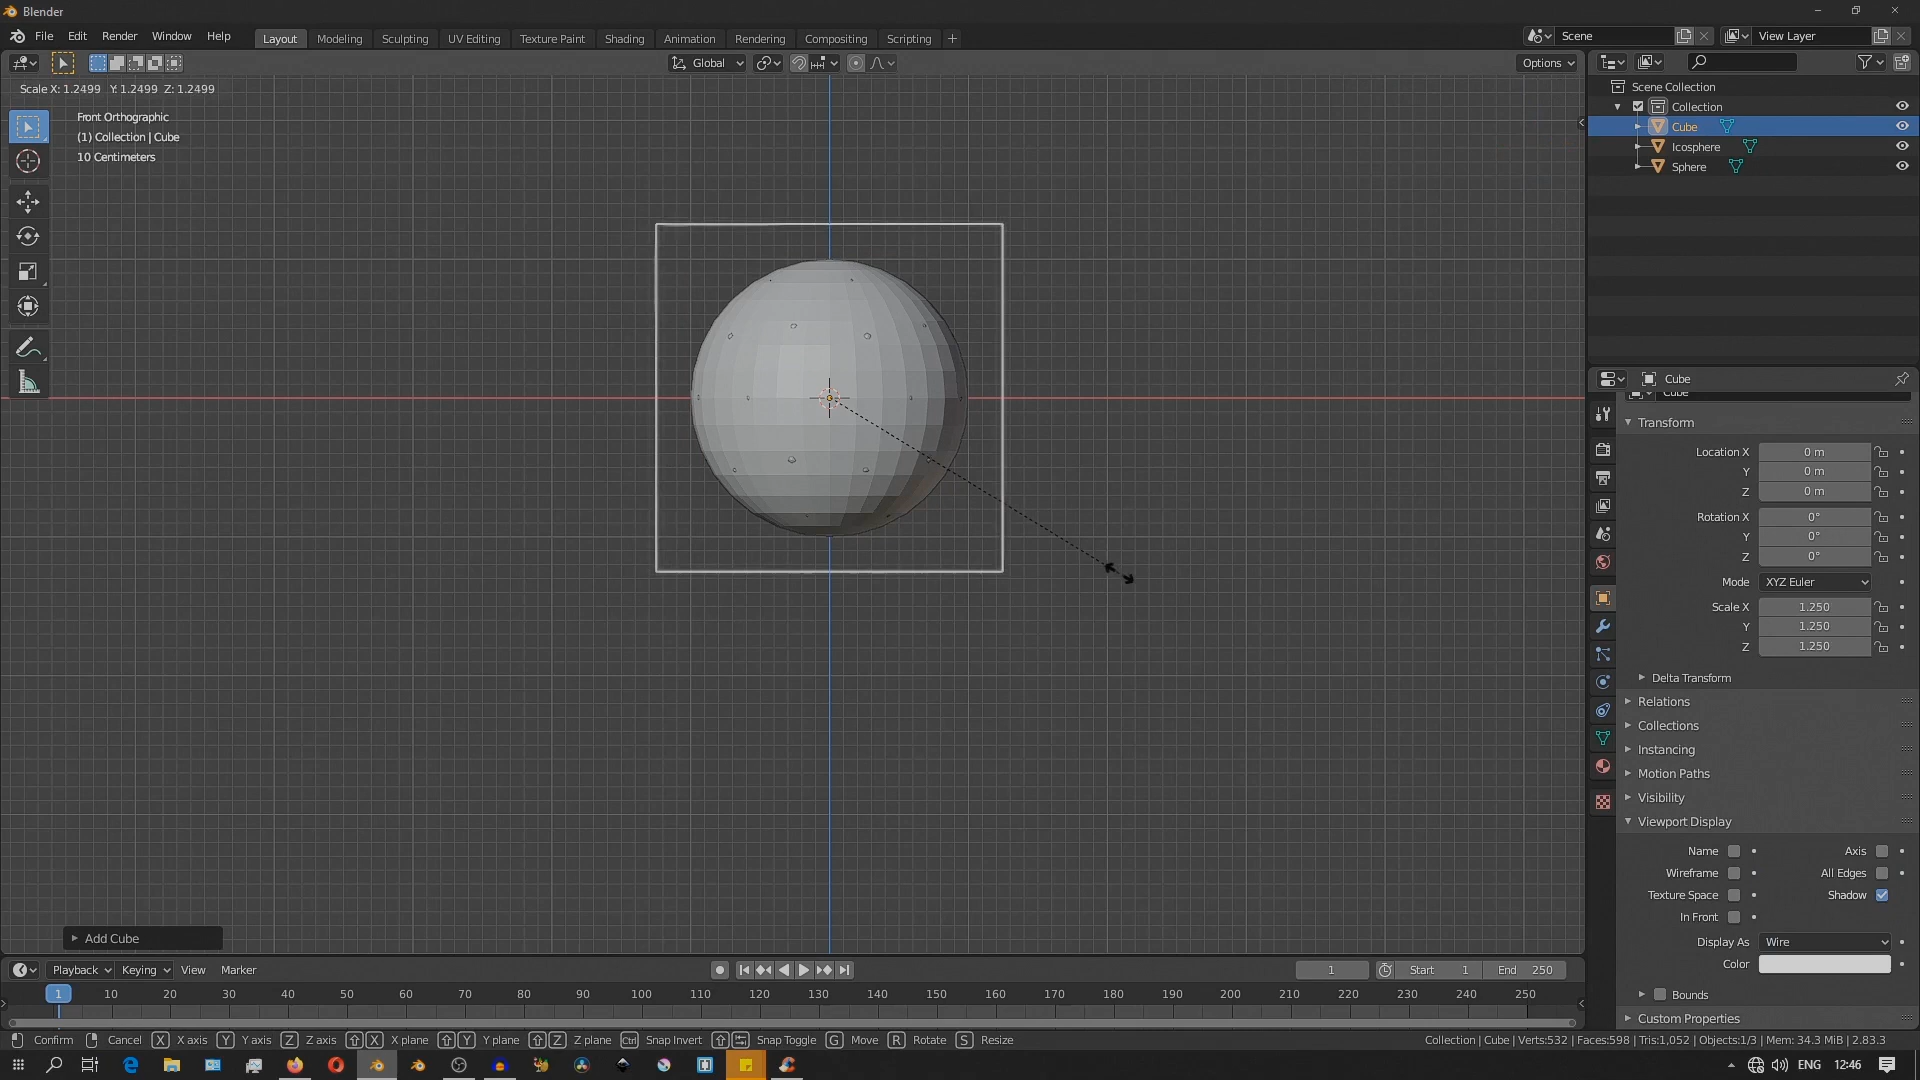 Blender
File Edit Render Window Help
Layout Modeling Sculpting UV Editing Texture Paint Shading Animation Rendering Compositing Scripting
Scene
View Layer
Global
Options
Scale X: 1.2499 Y: 1.2499 Z: 1.2499
Front Orthographic
(1) Collection | Cube
10 Centimeters
Scene Collection
Collection
Cube
Icosphere
Sphere
Cube
Cube
Transform
Location X 0 m
Y 0 m
Z 0 m
Rotation X 0°
Y 0°
Z 0°
Mode XYZ Euler
Scale X 1.250
Y 1.250
Z 1.250
Delta Transform
Relations
Collections
Instancing
Motion Paths
Visibility
Viewport Display
Name Axis
Wireframe All Edges
Texture Space Shadow
In Front
Display As Wire
Color
Bounds
Custom Properties
Add Cube
Playback Keying View Marker
1 Start 1 End 250
1 10 20 30 40 50 60 70 80 90 100 110 120 130 140 150 160 170 180 190 200 210 220 230 240 250
Confirm Cancel X X axis Y Y axis Z Z axis X X plane Y Y plane Z Z plane Ctrl Snap Invert Snap Toggle G Move R Rotate S Resize
Collection | Cube | Verts:532 | Faces:598 | Tris:1,052 | Objects:1/3 | Mem: 34.3 MiB | 2.83.3
ENG 12:46